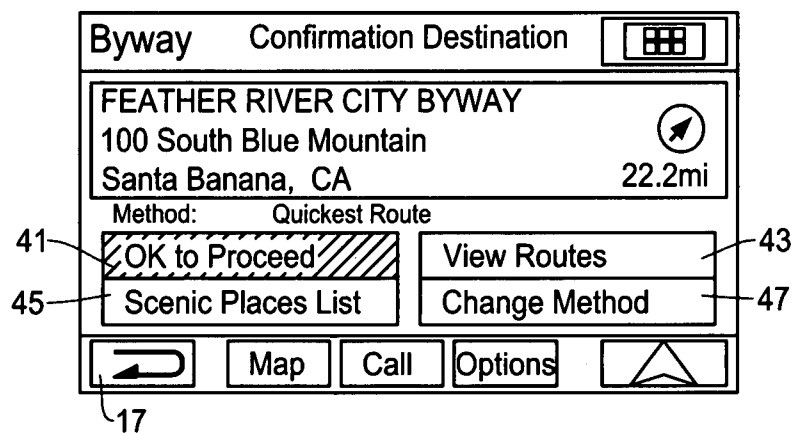 Byway Confirmation Destination
FEATHER RIVER CITY BYWAY
100 South Blue Mountain
Santa Banana, CA 22.2mi
Method: Quickest Route
41 OK to Proceed View Routes 43
45 Scenic Places List Change Method 47
Map Call Options
17